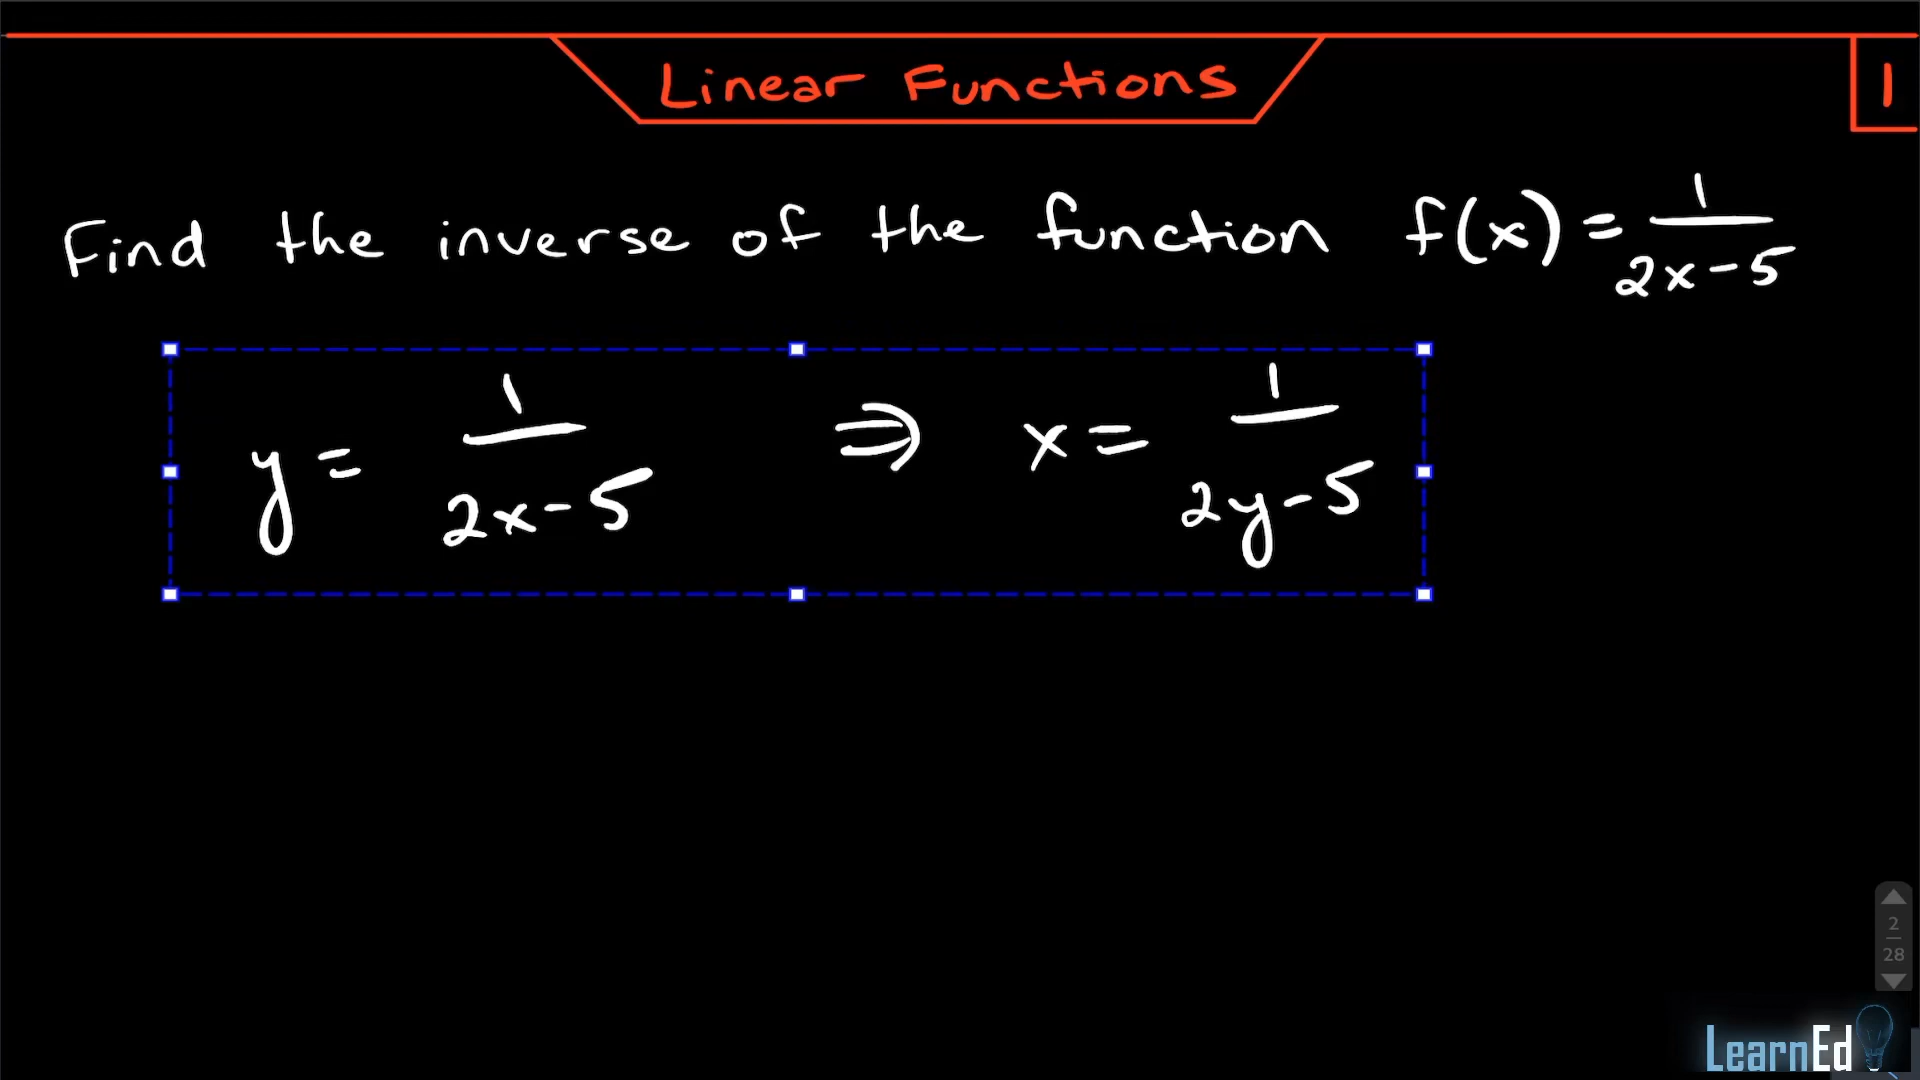 Linear Functions
1
Find the inverse of the function f(x) = 1/(2x-5)
y = 1/(2x-5) ⇒ x = 1/(2y-5)
2
28
LearnEd